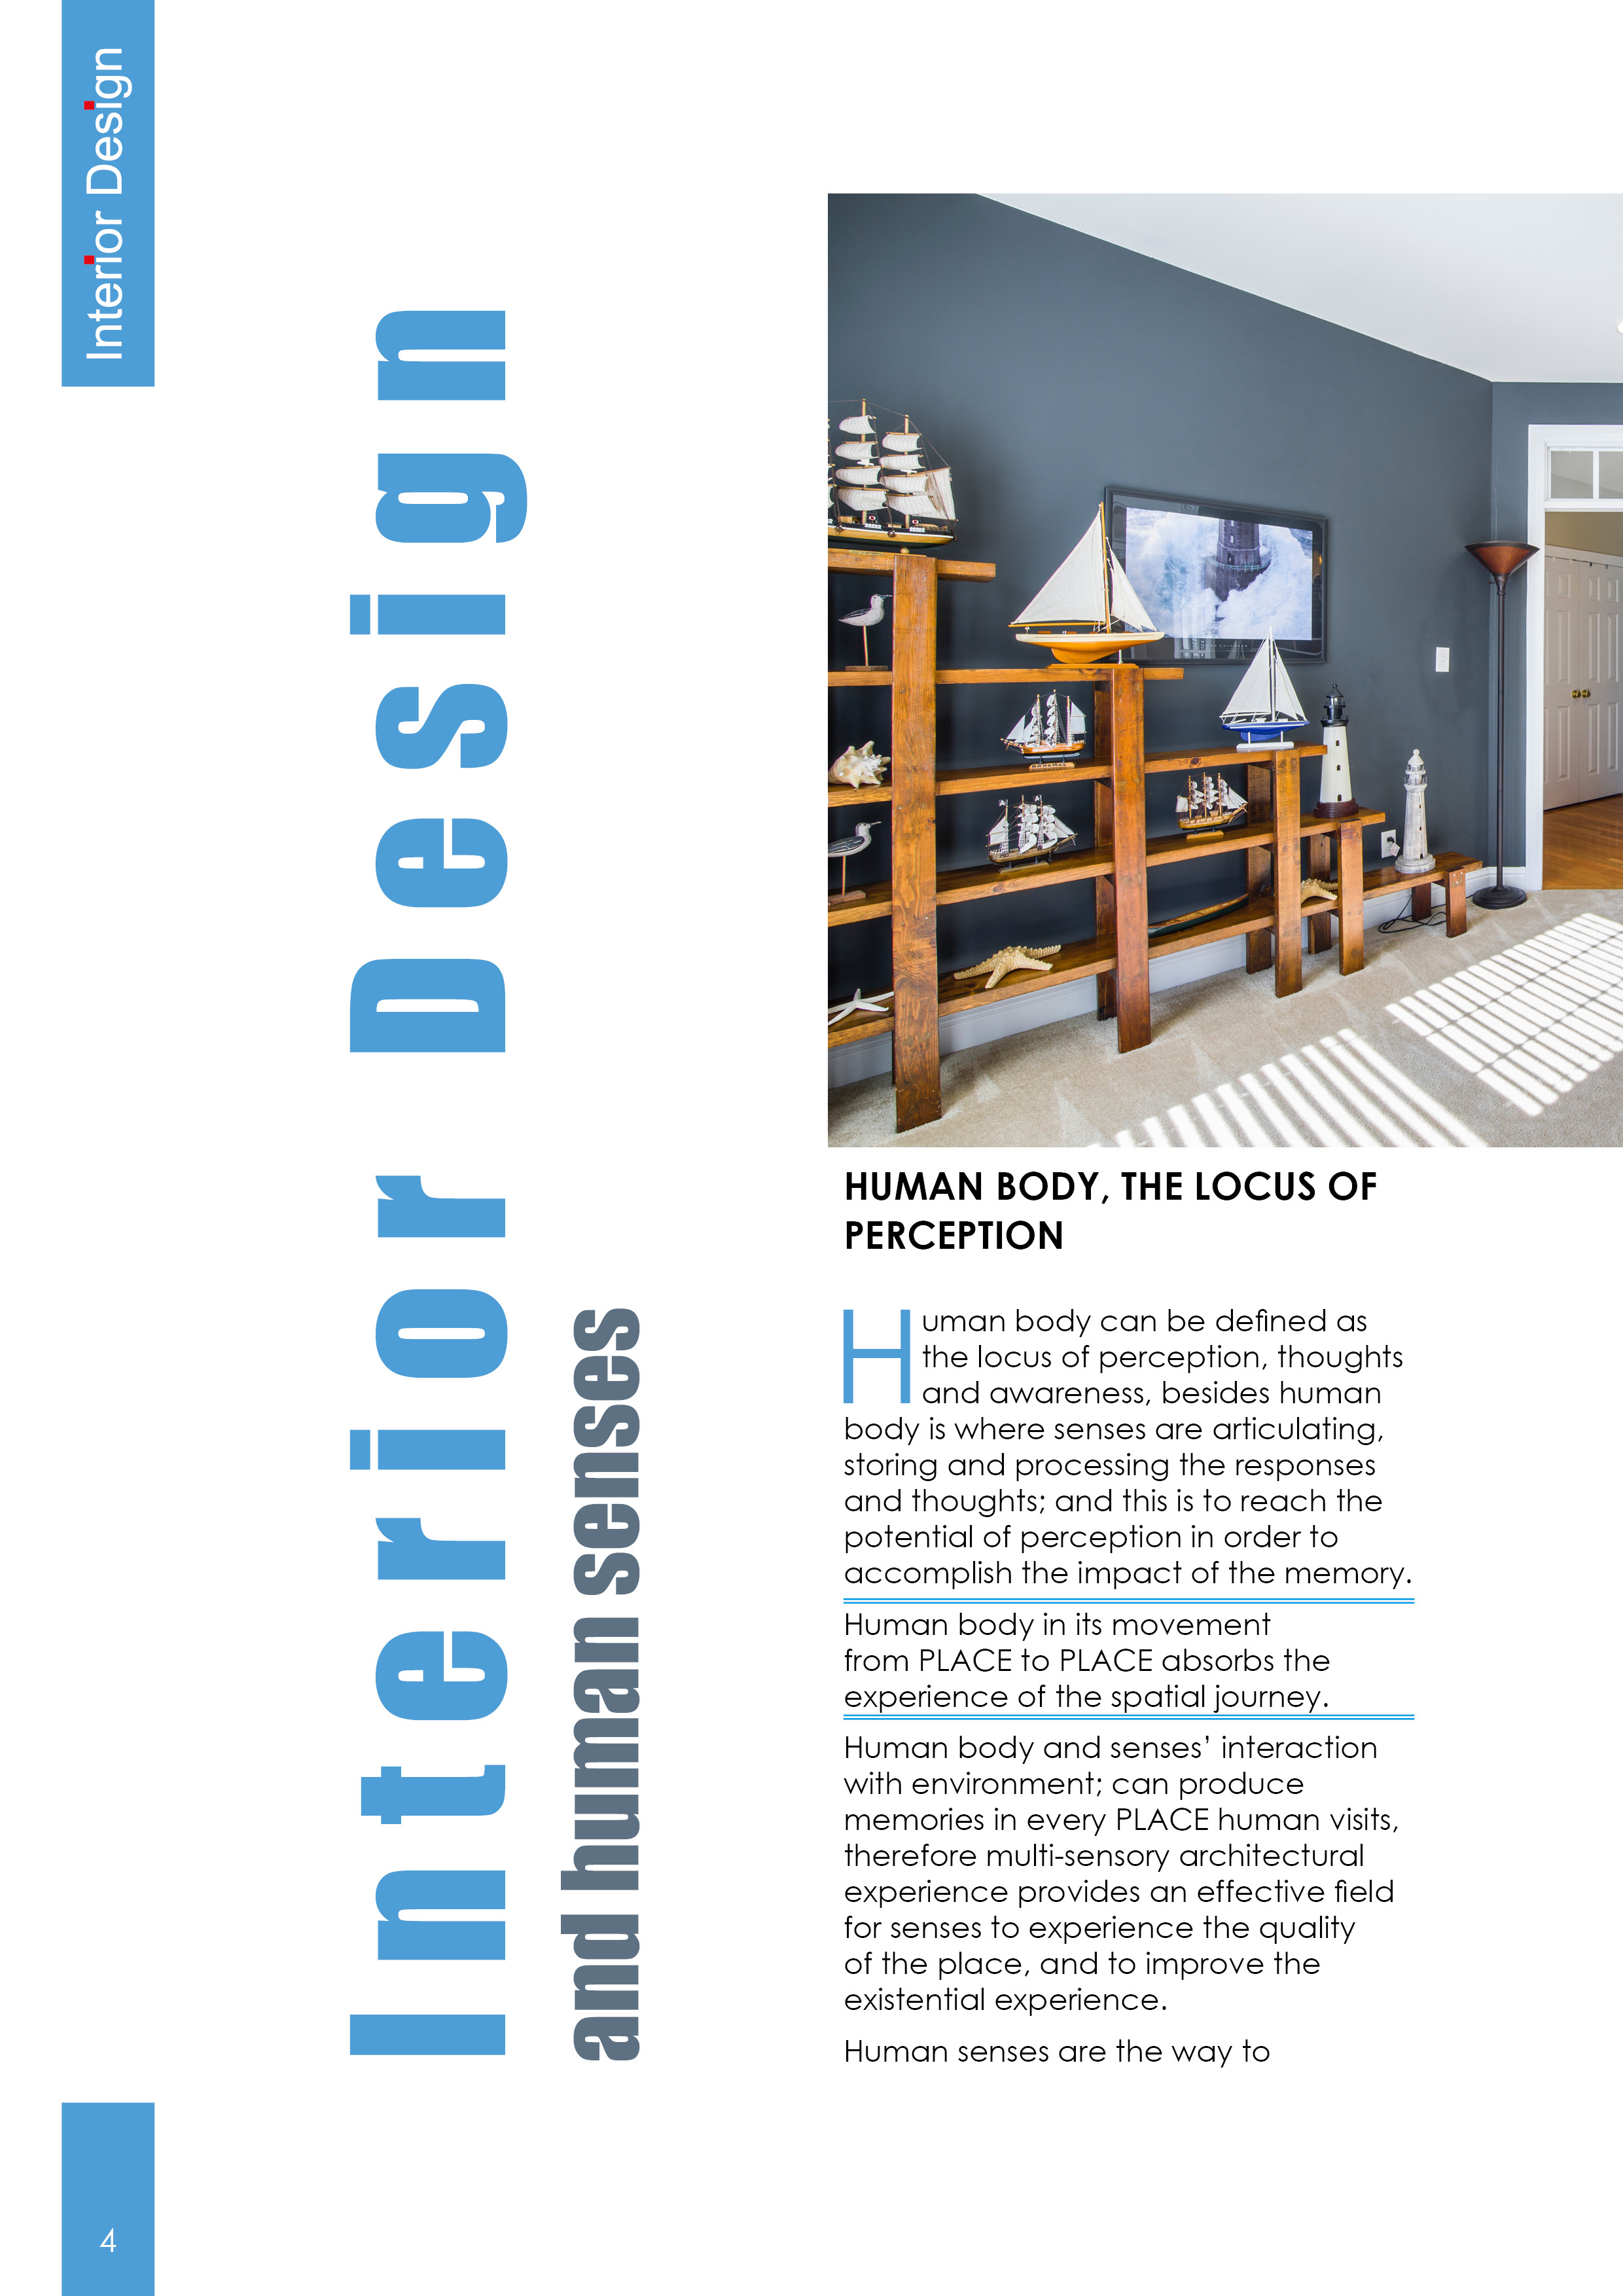 Interior Design
Interior Design
and human senses
HUMAN BODY, THE LOCUS OF
PERCEPTION
Human body can be defined as
the locus of perception, thoughts
and awareness, besides human
body is where senses are articulating,
storing and processing the responses
and thoughts; and this is to reach the
potential of perception in order to
accomplish the impact of the memory.
Human body in its movement
from PLACE to PLACE absorbs the
experience of the spatial journey.
Human body and senses’ interaction
with environment; can produce
memories in every PLACE human visits,
therefore multi-sensory architectural
experience provides an effective field
for senses to experience the quality
of the place, and to improve the
existential experience.
Human senses are the way to
4